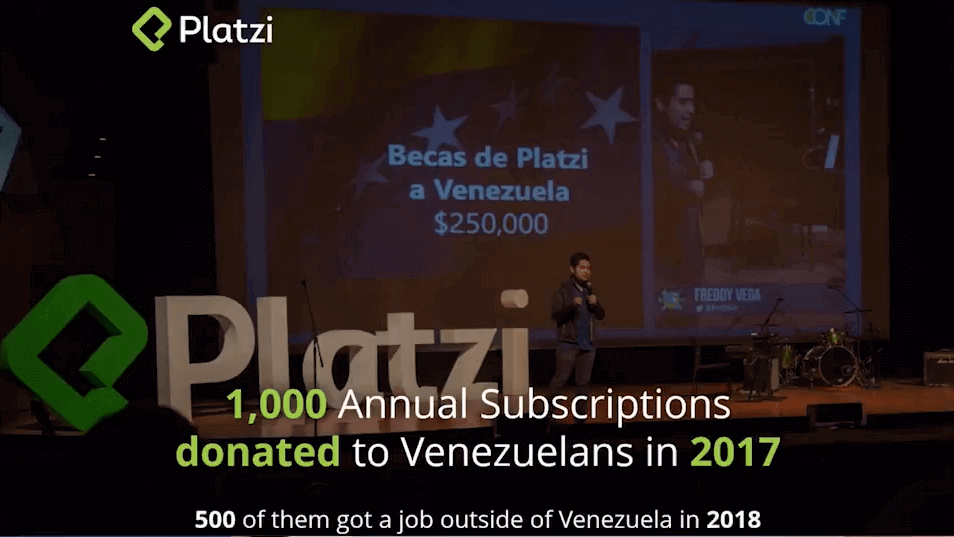 Platzi
CONF
Becas de Platzi
a Venezuela
$250,000
FREDDY VEGA
Platzi
1,000 Annual Subscriptions
donated to Venezuelans in 2017
500 of them got a job outside of Venezuela in 2018